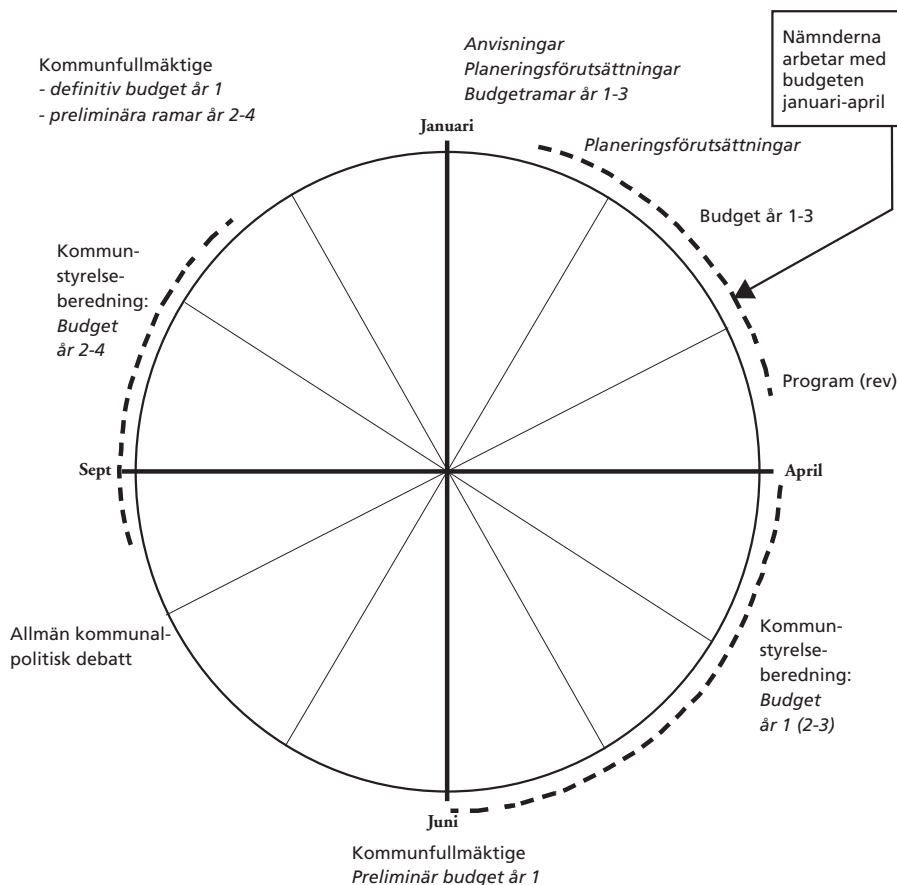 Kommunfullmäktige
- definitiv budget år 1
- preliminära ramar år 2-4
Anvisningar
Planeringsförutsättningar
Budgetramar år 1-3
Nämnderna
arbetar med
budgeten
januari-april
Januari
Planeringsförutsättningar
Budget år 1-3
Kommun-
styrelse-
beredning:
Budget
år 2-4
Program (rev)
Sept
April
Allmän kommunal-
politisk debatt
Kommun-
styrelse-
beredning:
Budget
år 1 (2-3)
Juni
Kommunfullmäktige
Preliminär budget år 1